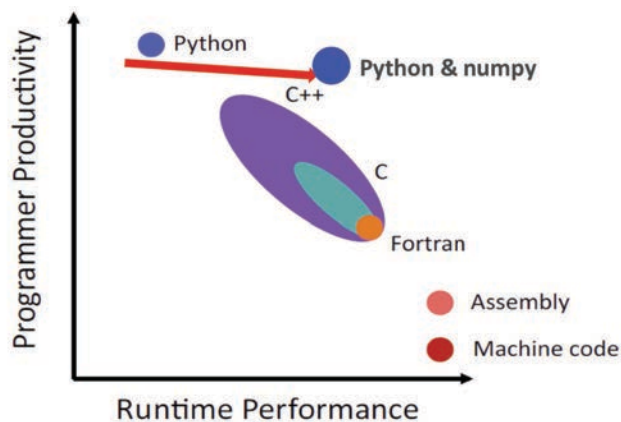 Programmer Productivity
Python
Python & numpy
C++
C
Fortran
Assembly
Machine code
Runtime Performance